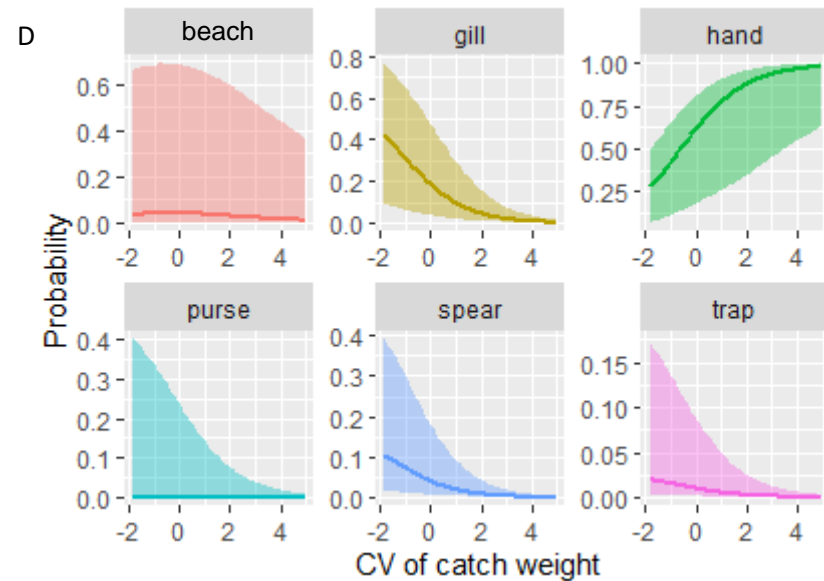 D
beach gill hand
0.6 0.8 1.00
0.4 0.6 0.75
0.2 0.4 0.50
0.0 0.2 0.25
0.0
-2 0 2 4 -2 0 2 4 -2 0 2 4
Probability
purse spear trap
0.4 0.4 0.15
0.3 0.3 0.10
0.2 0.2 0.05
0.1 0.1 0.00
0.0 0.0
-2 0 2 4 -2 0 2 4 -2 0 2 4
CV of catch weight